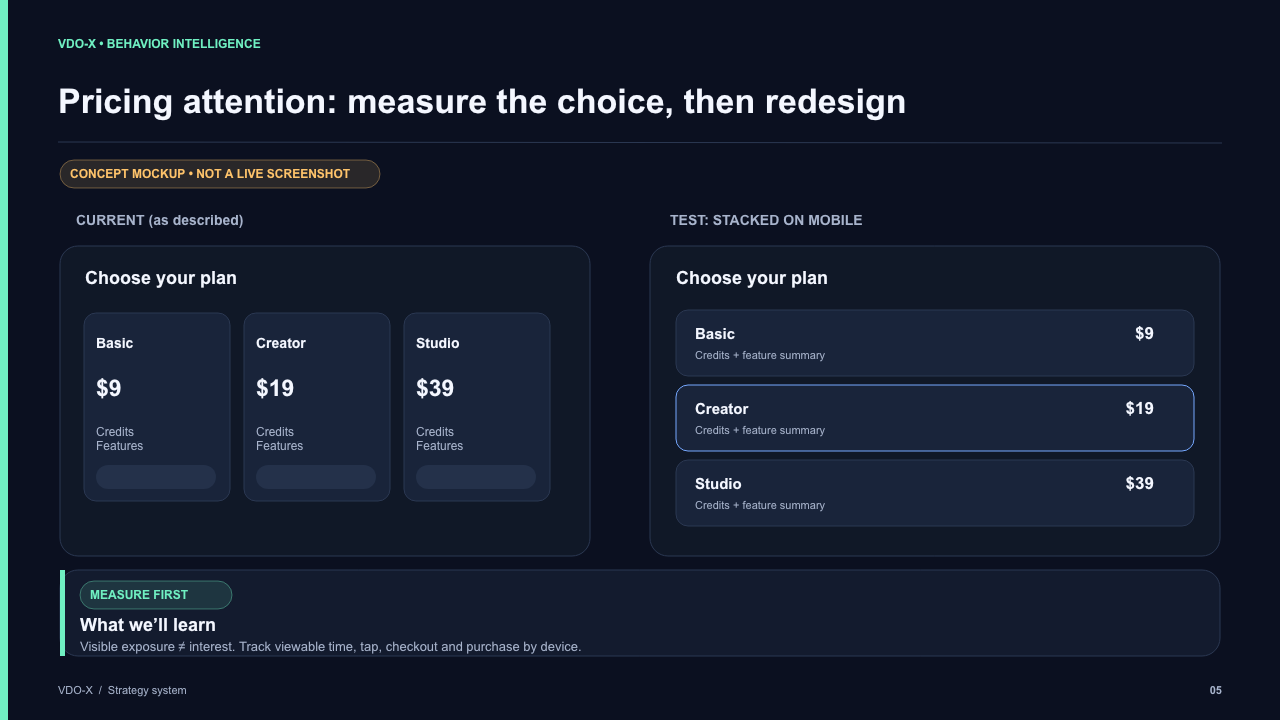 VDO-X • BEHAVIOR INTELLIGENCE
Pricing attention: measure the choice, then redesign
CONCEPT MOCKUP • NOT A LIVE SCREENSHOT
CURRENT (as described)
Choose your plan
Basic
$9
Credits
Features
Creator
$19
Credits
Features
Studio
$39
Credits
Features
TEST: STACKED ON MOBILE
Choose your plan
Basic
$9
Credits + feature summary
Creator
$19
Credits + feature summary
Studio
$39
Credits + feature summary
MEASURE FIRST
What we’ll learn
Visible exposure ≠ interest. Track viewable time, tap, checkout and purchase by device.
VDO-X / Strategy system
05